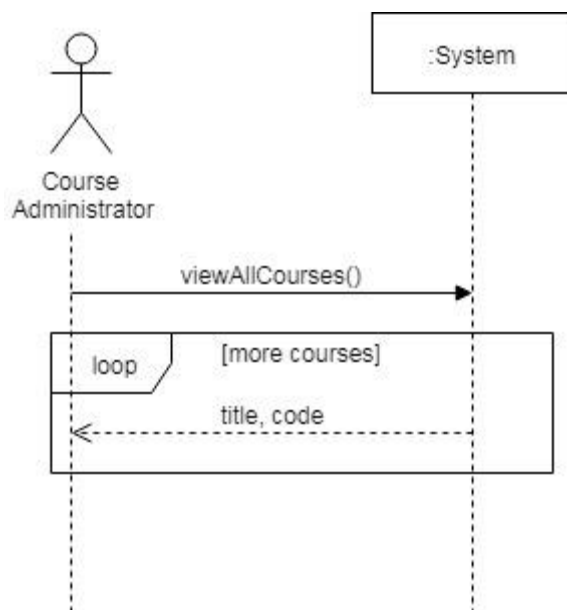 :System
Course
Administrator
viewAllCourses()
loop
[more courses]
title, code